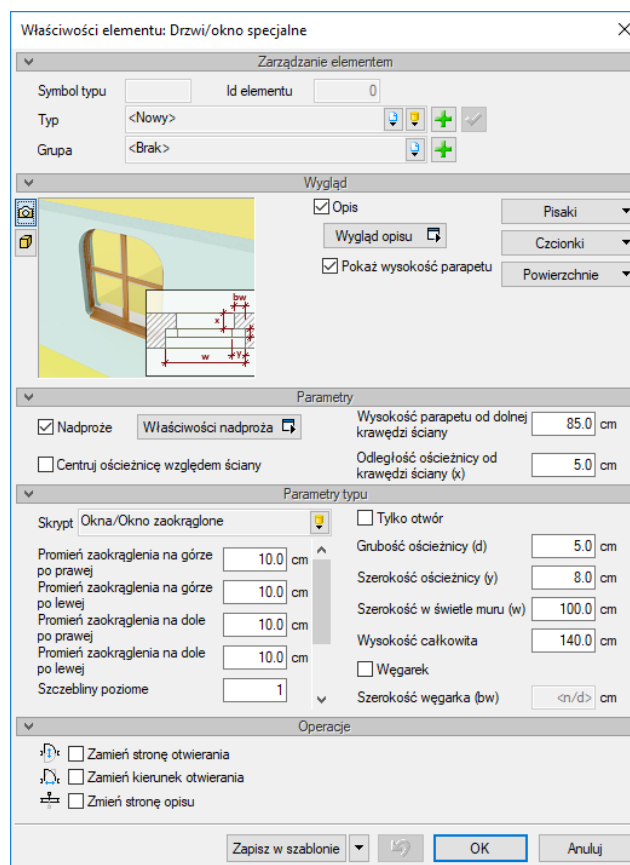 Właściwości elementu: Drzwi/okno specjalne
Zarządzanie elementem
Symbol typu Id elementu 0
Typ <Nowy>
Grupa <Brak>
Wygląd
Opis Pisaki
Wygląd opisu Czcionki
Pokaż wysokość parapetu Powierzchnie
bw
x
w y
Parametry
Nadproże Właściwości nadproża
Wysokość parapetu od dolnej
krawędzi ściany 85.0 cm
Centruj ościeżnicę względem ściany
Odległość ościeżnicy od
krawędzi ściany (x) 5.0 cm
Parametry typu
Skrypt Okna/Okno zaokrąglone
Promień zaokrąglenia na górze
po prawej 10.0 cm
Promień zaokrąglenia na górze
po lewej 10.0 cm
Promień zaokrąglenia na dole
po prawej 10.0 cm
Promień zaokrąglenia na dole
po lewej 10.0 cm
Szczebliny poziome 1
Tylko otwór
Grubość ościeżnicy (d) 5.0 cm
Szerokość ościeżnicy (y) 8.0 cm
Szerokość w świetle muru (w) 100.0 cm
Wysokość całkowita 140.0 cm
Węgarek
Szerokość węgarka (bw) <n/d> cm
Operacje
Zamień stronę otwierania
Zamień kierunek otwierania
Zmień stronę opisu
Zapisz w szablonie OK Anuluj